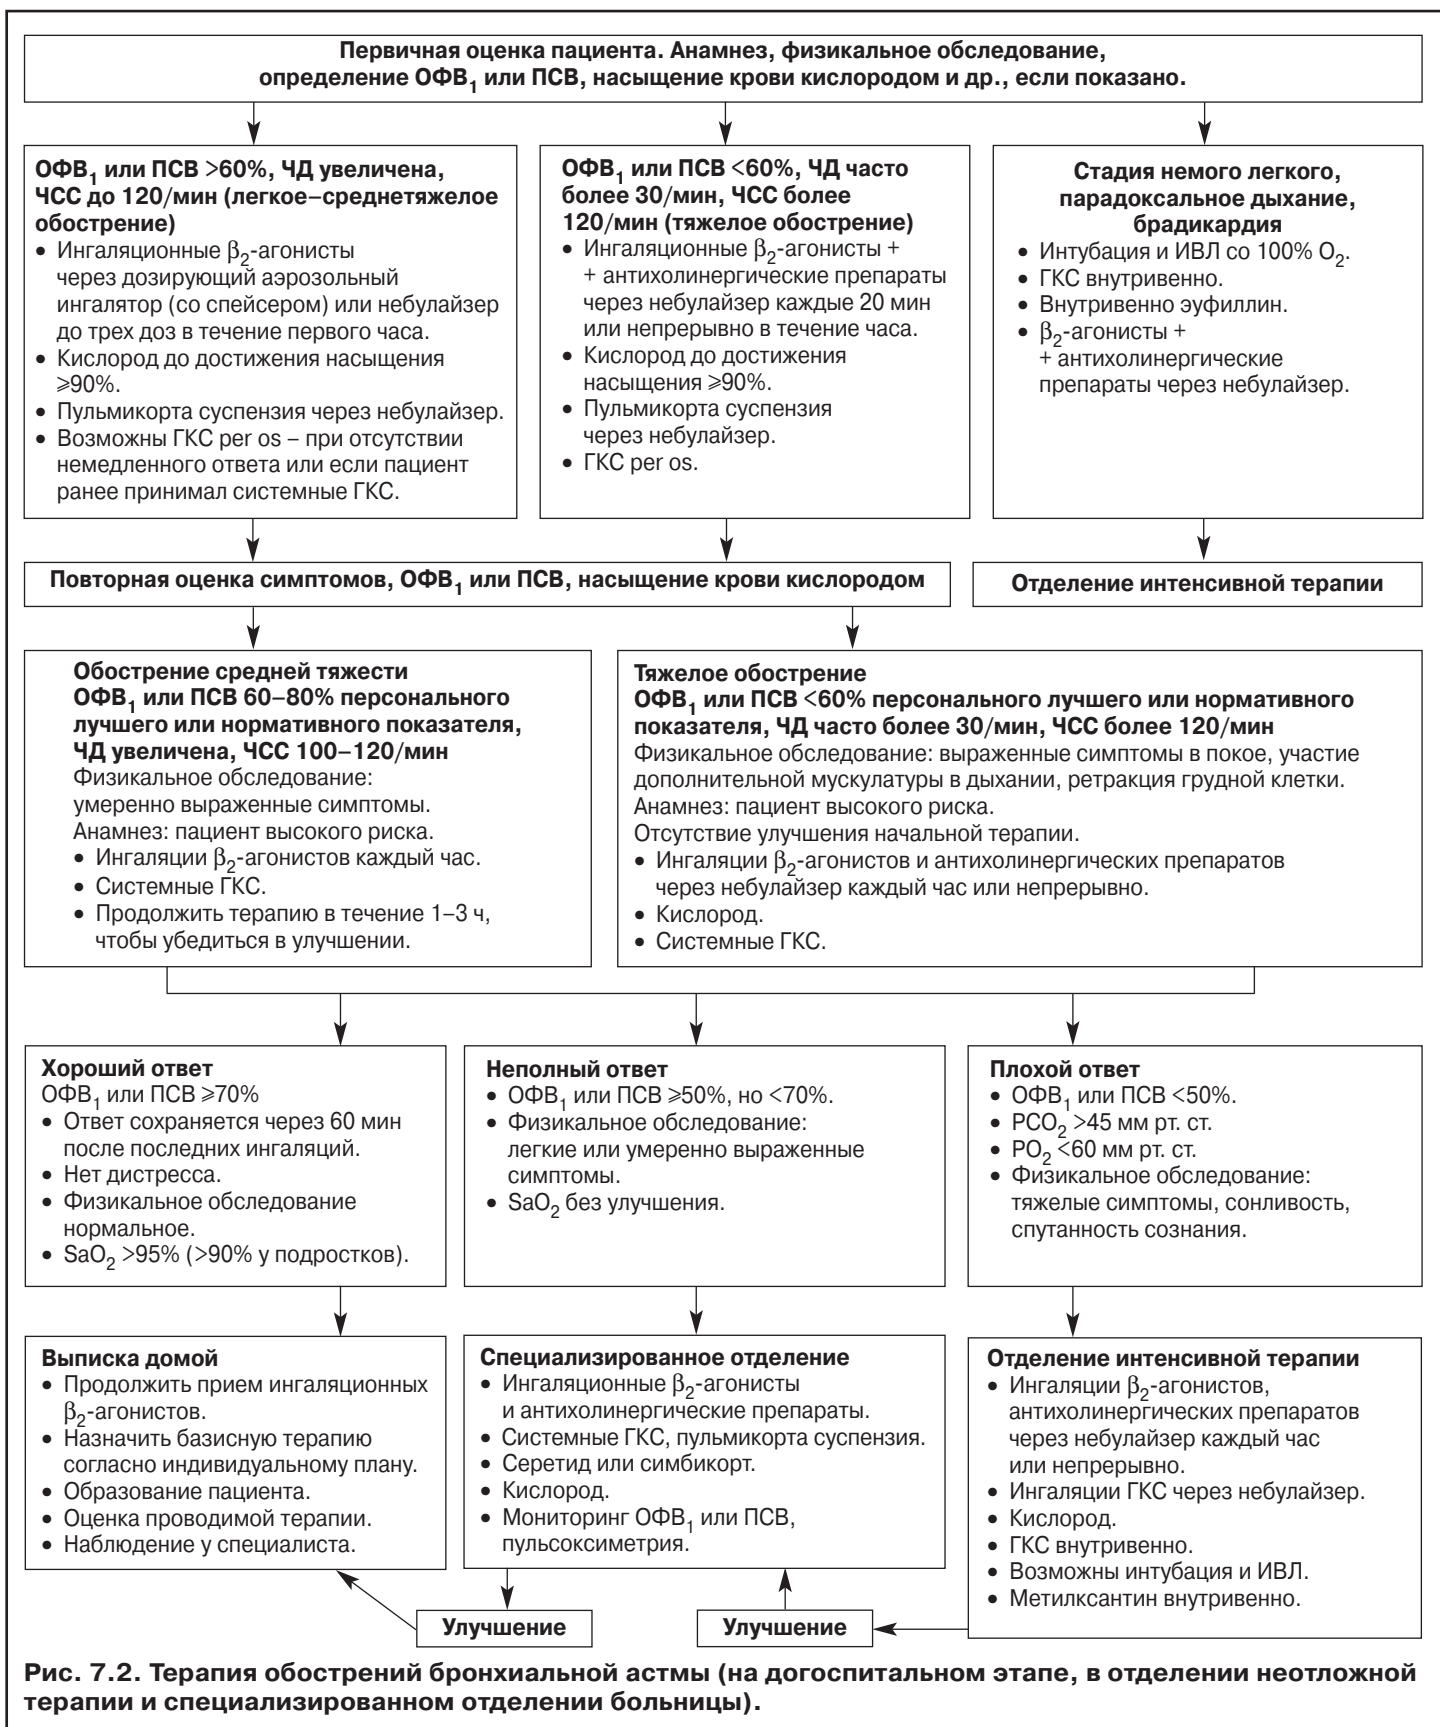 Первичная оценка пациента. Анамнез, физикальное обследование,
определение ОФВ₁ или ПСВ, насыщение крови кислородом и др., если показано.
ОФВ₁ или ПСВ >60%, ЧД увеличена,
ЧСС до 120/мин (легкое–среднетяжелое
обострение)
• Ингаляционные β₂-агонисты
через дозирующий аэрозольный
ингалятор (со спейсером) или небулайзер
до трех доз в течение первого часа.
• Кислород до достижения насыщения
≥90%.
• Пульмикорта суспензия через небулайзер.
• Возможны ГКС per os – при отсутствии
немедленного ответа или если пациент
ранее принимал системные ГКС.
ОФВ₁ или ПСВ <60%, ЧД часто
более 30/мин, ЧСС более
120/мин (тяжелое обострение)
• Ингаляционные β₂-агонисты +
+ антихолинергические препараты
через небулайзер каждые 20 мин
или непрерывно в течение часа.
• Кислород до достижения
насыщения ≥90%.
• Пульмикорта суспензия
через небулайзер.
• ГКС per os.
Стадия немого легкого,
парадоксальное дыхание,
брадикардия
• Интубация и ИВЛ со 100% O₂.
• ГКС внутривенно.
• Внутривенно эуфиллин.
• β₂-агонисты +
+ антихолинергические
препараты через небулайзер.
Повторная оценка симптомов, ОФВ₁ или ПСВ, насыщение крови кислородом
Отделение интенсивной терапии
Обострение средней тяжести
ОФВ₁ или ПСВ 60–80% персонального
лучшего или нормативного показателя,
ЧД увеличена, ЧСС 100–120/мин
Физикальное обследование:
умеренно выраженные симптомы.
Анамнез: пациент высокого риска.
• Ингаляции β₂-агонистов каждый час.
• Системные ГКС.
• Продолжить терапию в течение 1–3 ч,
чтобы убедиться в улучшении.
Тяжелое обострение
ОФВ₁ или ПСВ <60% персонального лучшего или нормативного
показателя, ЧД часто более 30/мин, ЧСС более 120/мин
Физикальное обследование: выраженные симптомы в покое, участие
дополнительной мускулатуры в дыхании, ретракция грудной клетки.
Анамнез: пациент высокого риска.
Отсутствие улучшения начальной терапии.
• Ингаляции β₂-агонистов и антихолинергических препаратов
через небулайзер каждый час или непрерывно.
• Кислород.
• Системные ГКС.
Хороший ответ
ОФВ₁ или ПСВ ≥70%
• Ответ сохраняется через 60 мин
после последних ингаляций.
• Нет дистресса.
• Физикальное обследование
нормальное.
• SaO₂ >95% (>90% у подростков).
Неполный ответ
• ОФВ₁ или ПСВ ≥50%, но <70%.
• Физикальное обследование:
легкие или умеренно выраженные
симптомы.
• SaO₂ без улучшения.
Плохой ответ
• ОФВ₁ или ПСВ <50%.
• PCO₂ >45 мм рт. ст.
• PO₂ <60 мм рт. ст.
• Физикальное обследование:
тяжелые симптомы, сонливость,
спутанность сознания.
Выписка домой
• Продолжить прием ингаляционных
β₂-агонистов.
• Назначить базисную терапию
согласно индивидуальному плану.
• Образование пациента.
• Оценка проводимой терапии.
• Наблюдение у специалиста.
Специализированное отделение
• Ингаляционные β₂-агонисты
и антихолинергические препараты.
• Системные ГКС, пульмикорта суспензия.
• Серетид или симбикорт.
• Кислород.
• Мониторинг ОФВ₁ или ПСВ,
пульсоксиметрия.
Отделение интенсивной терапии
• Ингаляции β₂-агонистов,
антихолинергических препаратов
через небулайзер каждый час
или непрерывно.
• Ингаляции ГКС через небулайзер.
• Кислород.
• ГКС внутривенно.
• Возможны интубация и ИВЛ.
• Метилксантин внутривенно.
Улучшение
Улучшение
Рис. 7.2. Терапия обострений бронхиальной астмы (на догоспитальном этапе, в отделении неотложной
терапии и специализированном отделении больницы).